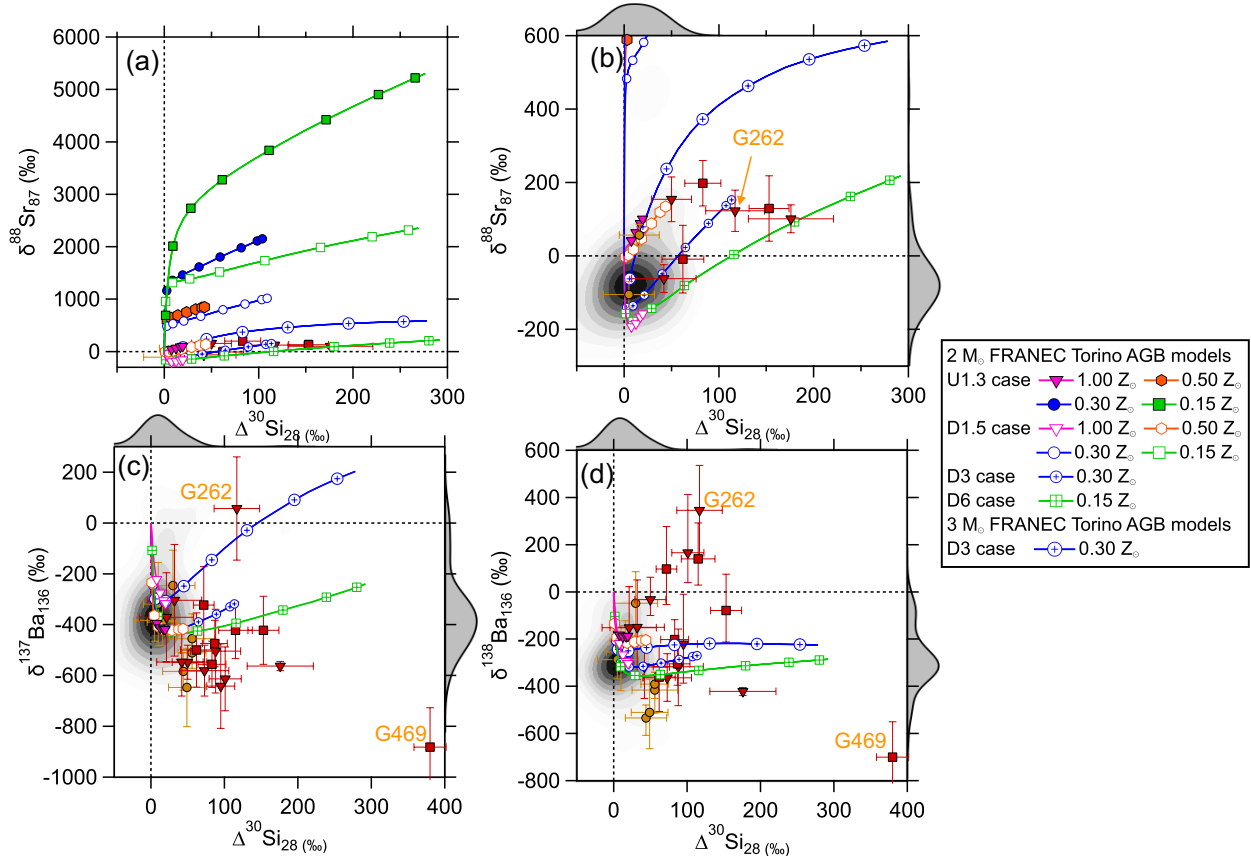 (a)
6000
5000
4000
3000
2000
1000
0
δ⁸⁸Sr₈₇ (‰)
0
100
200
300
Δ³⁰Si₂₈ (‰)
(b)
600
400
200
0
-200
δ⁸⁸Sr₈₇ (‰)
G262
0
100
200
300
Δ³⁰Si₂₈ (‰)
2 M☉ FRANEC Torino AGB models
U1.3 case 1.00 Z☉ 0.50 Z☉
0.30 Z☉ 0.15 Z☉
D1.5 case 1.00 Z☉ 0.50 Z☉
0.30 Z☉ 0.15 Z☉
D3 case 0.30 Z☉
D6 case 0.15 Z☉
3 M☉ FRANEC Torino AGB models
D3 case 0.30 Z☉
(c)
200
0
-200
-400
-600
-800
-1000
δ¹³⁷Ba₁₃₆ (‰)
G262
G469
0
100
200
300
400
Δ³⁰Si₂₈ (‰)
(d)
600
400
200
0
-200
-400
-600
-800
δ¹³⁸Ba₁₃₆ (‰)
G262
G469
0
100
200
300
400
Δ³⁰Si₂₈ (‰)